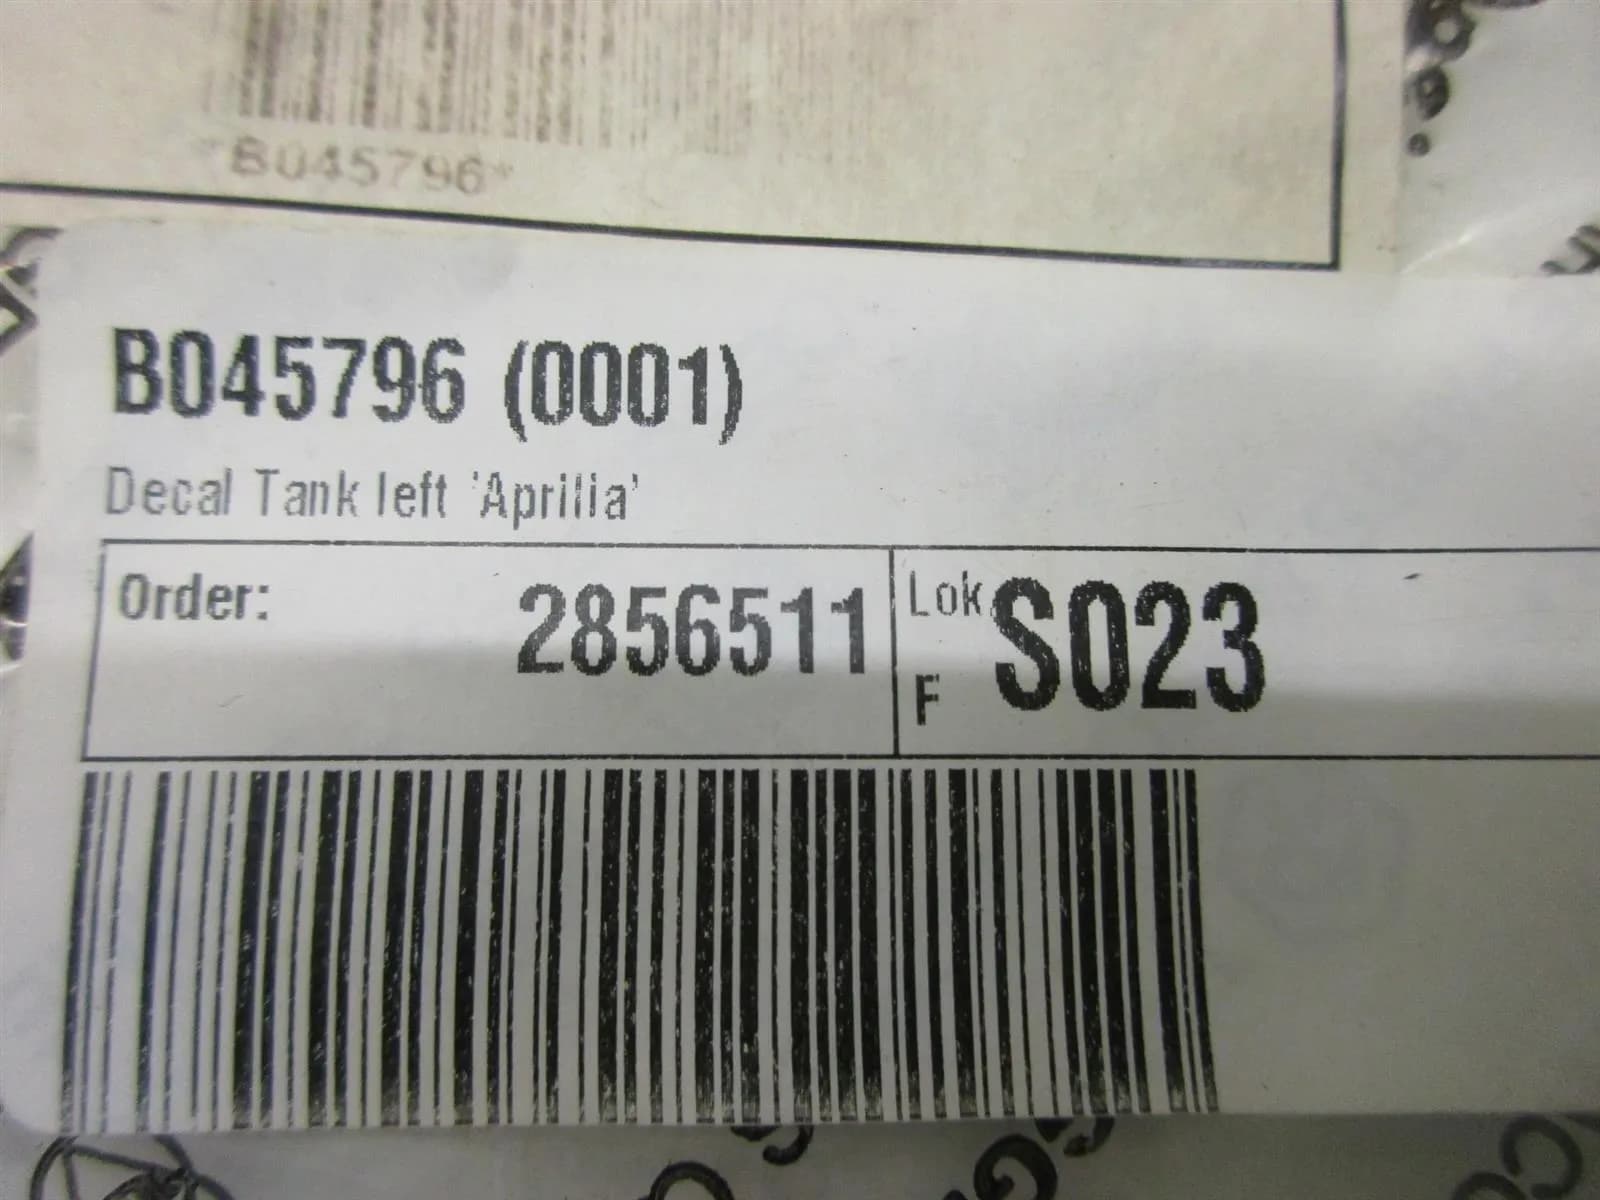 *B045796*
B045796 (0001)
Decal Tank left 'Aprilia'
Order: 2856511
Lok. S023
F